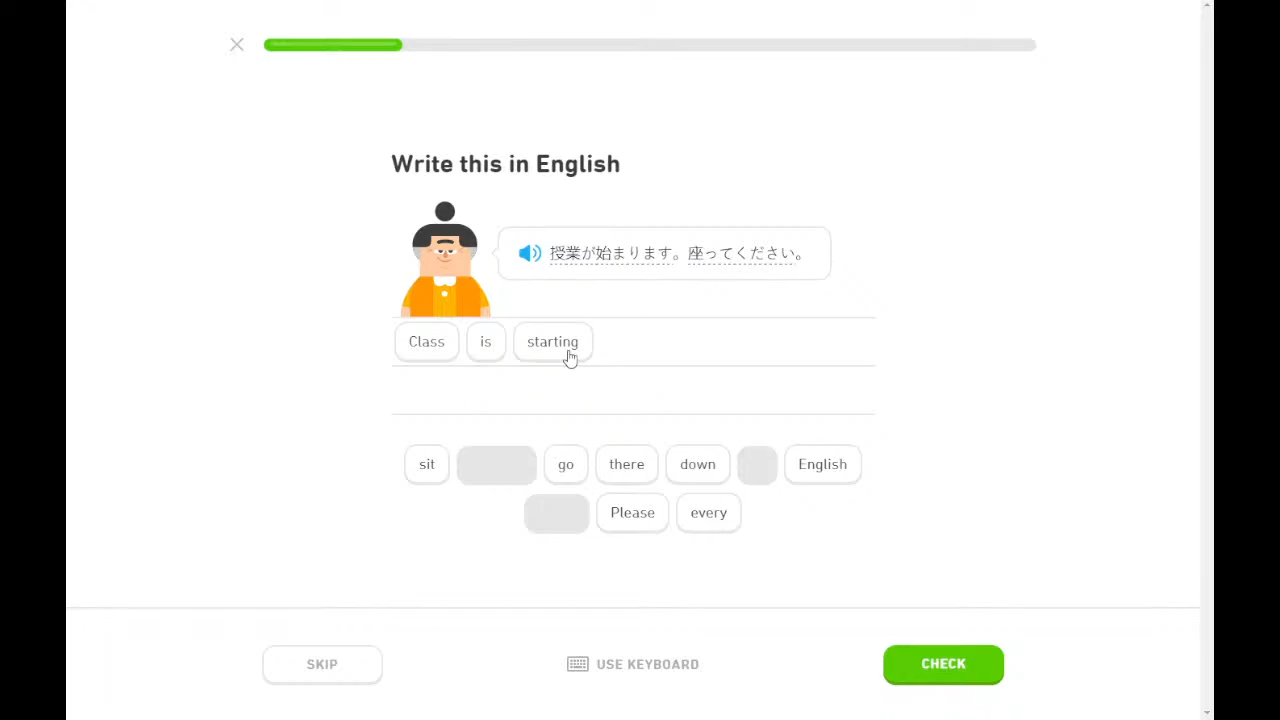 Write this in English
授業が始まります。座ってください。
Class is starting
sit go there down English
Please every
SKIP USE KEYBOARD CHECK